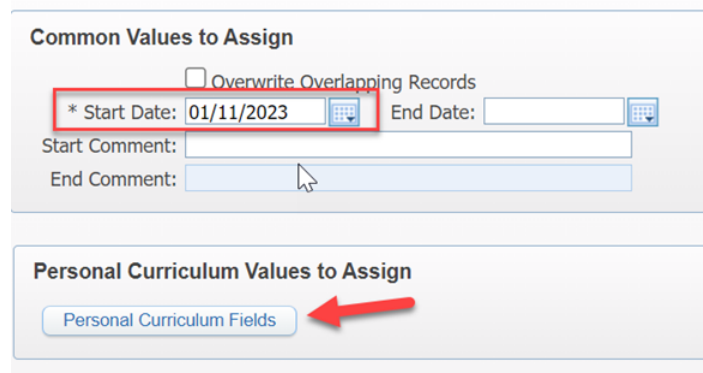 Common Values to Assign
Overwrite Overlapping Records
* Start Date: 01/11/2023 End Date:
Start Comment:
End Comment:
Personal Curriculum Values to Assign
Personal Curriculum Fields